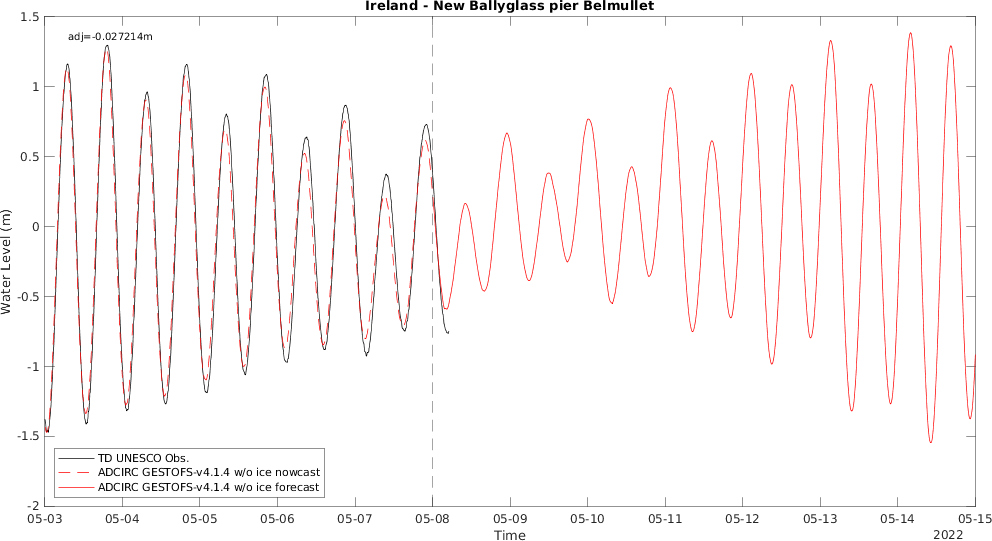 Ireland - New Ballyglass pier Belmullet
adj=-0.027214m
1.5
1
0.5
0
-0.5
-1
-1.5
-2
Water Level (m)
TD UNESCO Obs.
ADCIRC GESTOFS-v4.1.4 w/o ice nowcast
ADCIRC GESTOFS-v4.1.4 w/o ice forecast
05-03 05-04 05-05 05-06 05-07 05-08 05-09 05-10 05-11 05-12 05-13 05-14 05-15
Time
2022